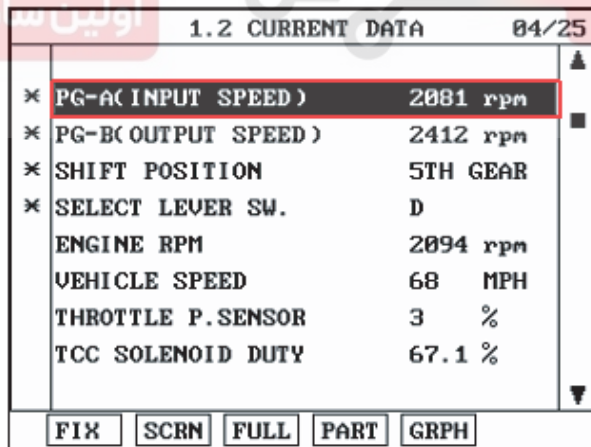 اولین سا
1.2 CURRENT DATA 04/25
* PG-A(INPUT SPEED) 2081 rpm
* PG-B(OUTPUT SPEED) 2412 rpm
* SHIFT POSITION 5TH GEAR
* SELECT LEVER SW. D
ENGINE RPM 2094 rpm
VEHICLE SPEED 68 MPH
THROTTLE P.SENSOR 3 %
TCC SOLENOID DUTY 67.1 %
FIX SCRN FULL PART GRPH